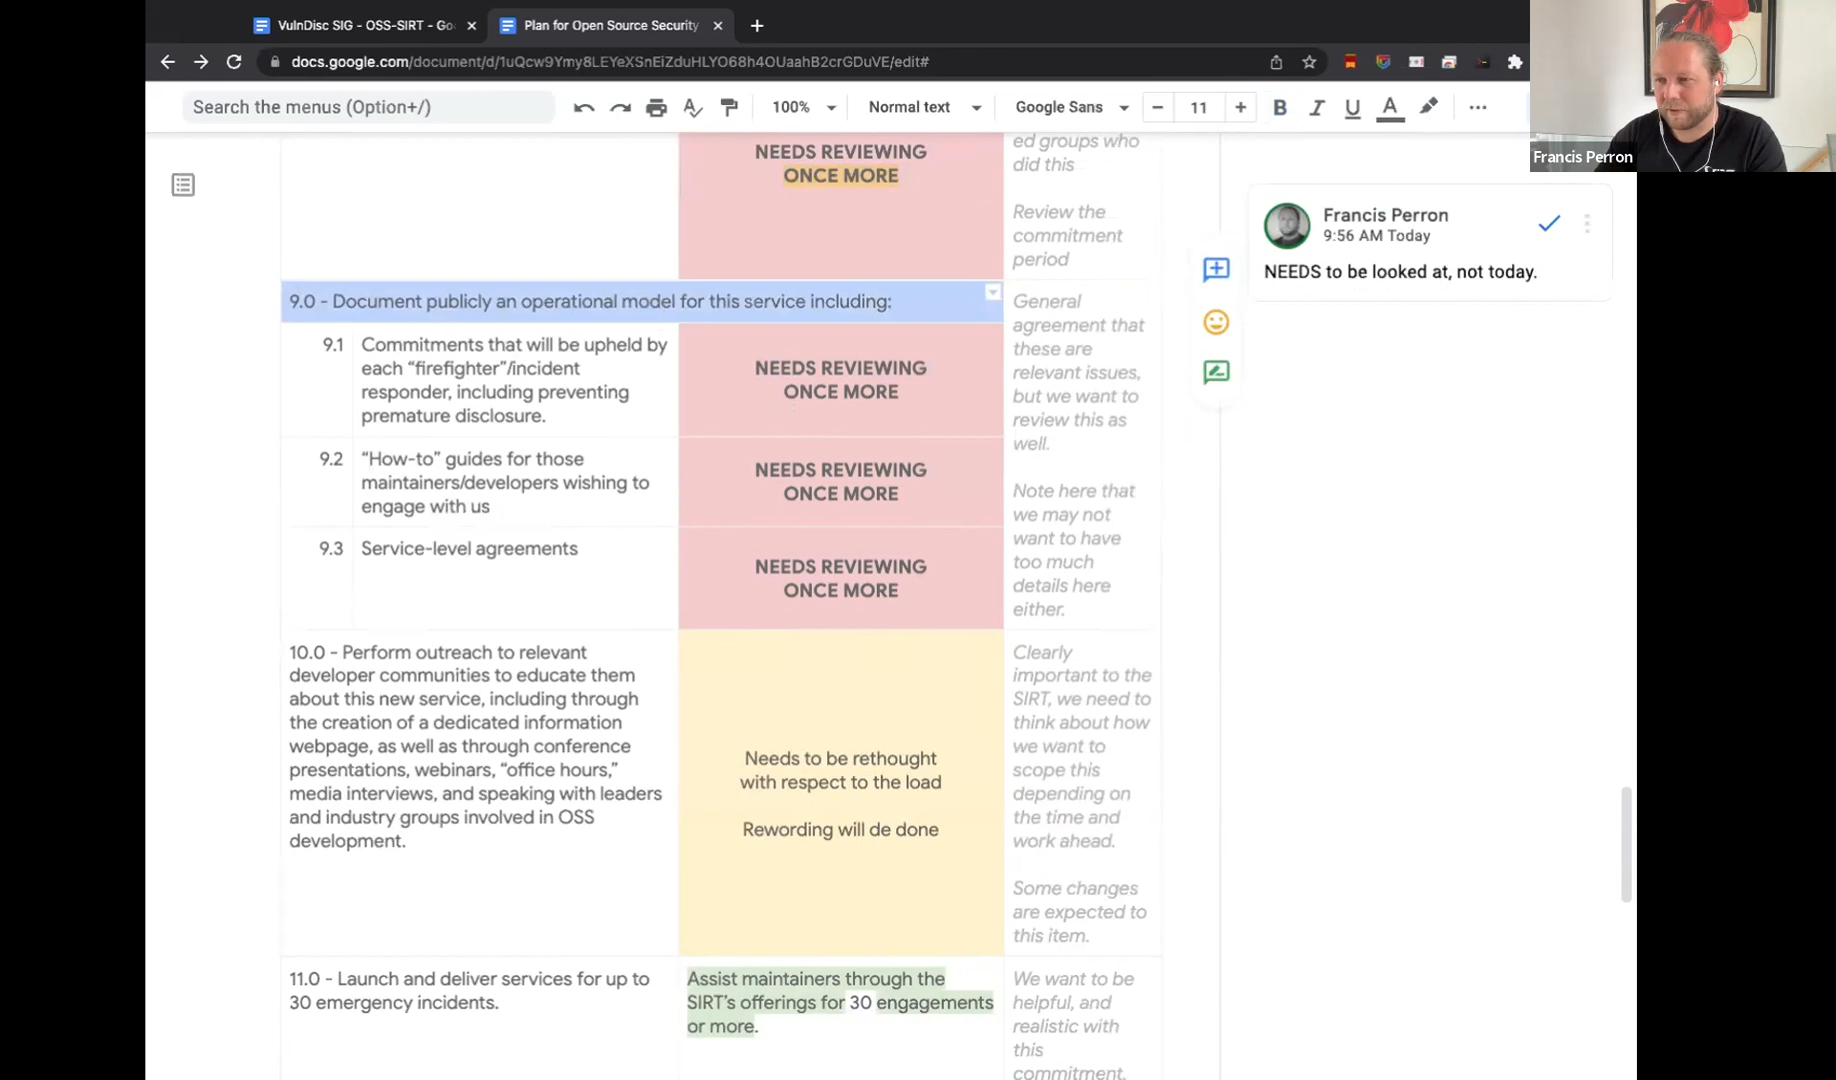 VulnDisc SIG - OSS-SIRT - Go
Plan for Open Source Security
docs.google.com/document/d/1uQcw9Ymy8LEYeXSnEiZduHLYO68h4OUaahB2crGDuVE/edit#
Search the menus (Option+/)
100%
Normal text
Google Sans
11
B
I
U
A
Francis Perron
NEEDS REVIEWING
ONCE MORE
ed groups who
did this
Review the
commitment
period
Francis Perron
9:56 AM Today
NEEDS to be looked at, not today.
9.0 - Document publicly an operational model for this service including:
General
agreement that
these are
relevant issues,
but we want to
review this as
well.
Note here that
we may not
want to have
too much
details here
either.
9.1 Commitments that will be upheld by
each “firefighter”/incident
responder, including preventing
premature disclosure.
NEEDS REVIEWING
ONCE MORE
9.2 “How-to” guides for those
maintainers/developers wishing to
engage with us
NEEDS REVIEWING
ONCE MORE
9.3 Service-level agreements
NEEDS REVIEWING
ONCE MORE
10.0 - Perform outreach to relevant
developer communities to educate them
about this new service, including through
the creation of a dedicated information
webpage, as well as through conference
presentations, webinars, “office hours,”
media interviews, and speaking with leaders
and industry groups involved in OSS
development.
Needs to be rethought
with respect to the load
Rewording will de done
Clearly
important to the
SIRT, we need to
think about how
we want to
scope this
depending on
the time and
work ahead.
Some changes
are expected to
this item.
11.0 - Launch and deliver services for up to
30 emergency incidents.
Assist maintainers through the
SIRT’s offerings for 30 engagements
or more.
We want to be
helpful, and
realistic with
this
commitment.